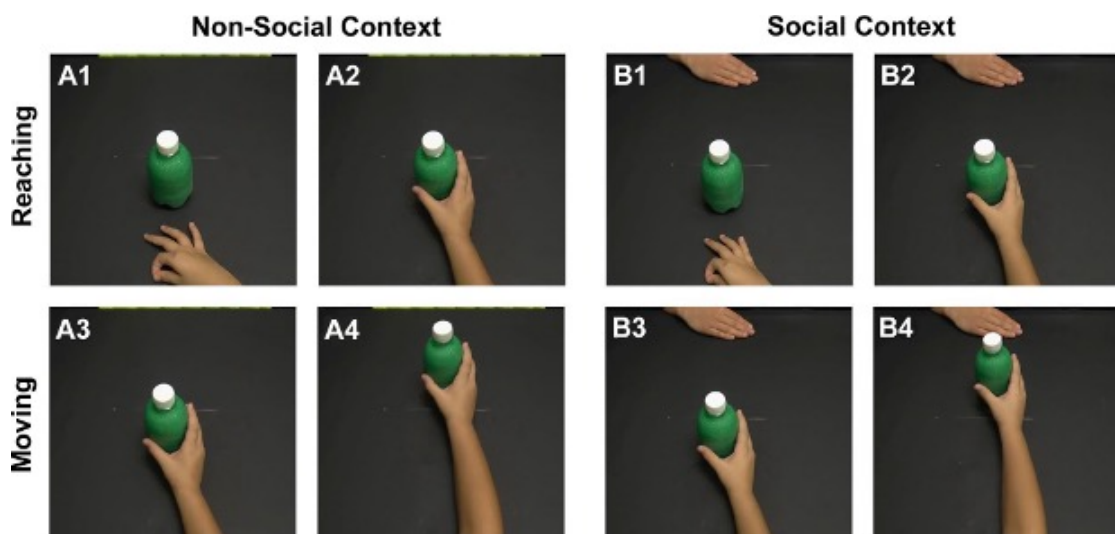 Non-Social Context
Social Context
Reaching
A1
A2
B1
B2
Moving
A3
A4
B3
B4